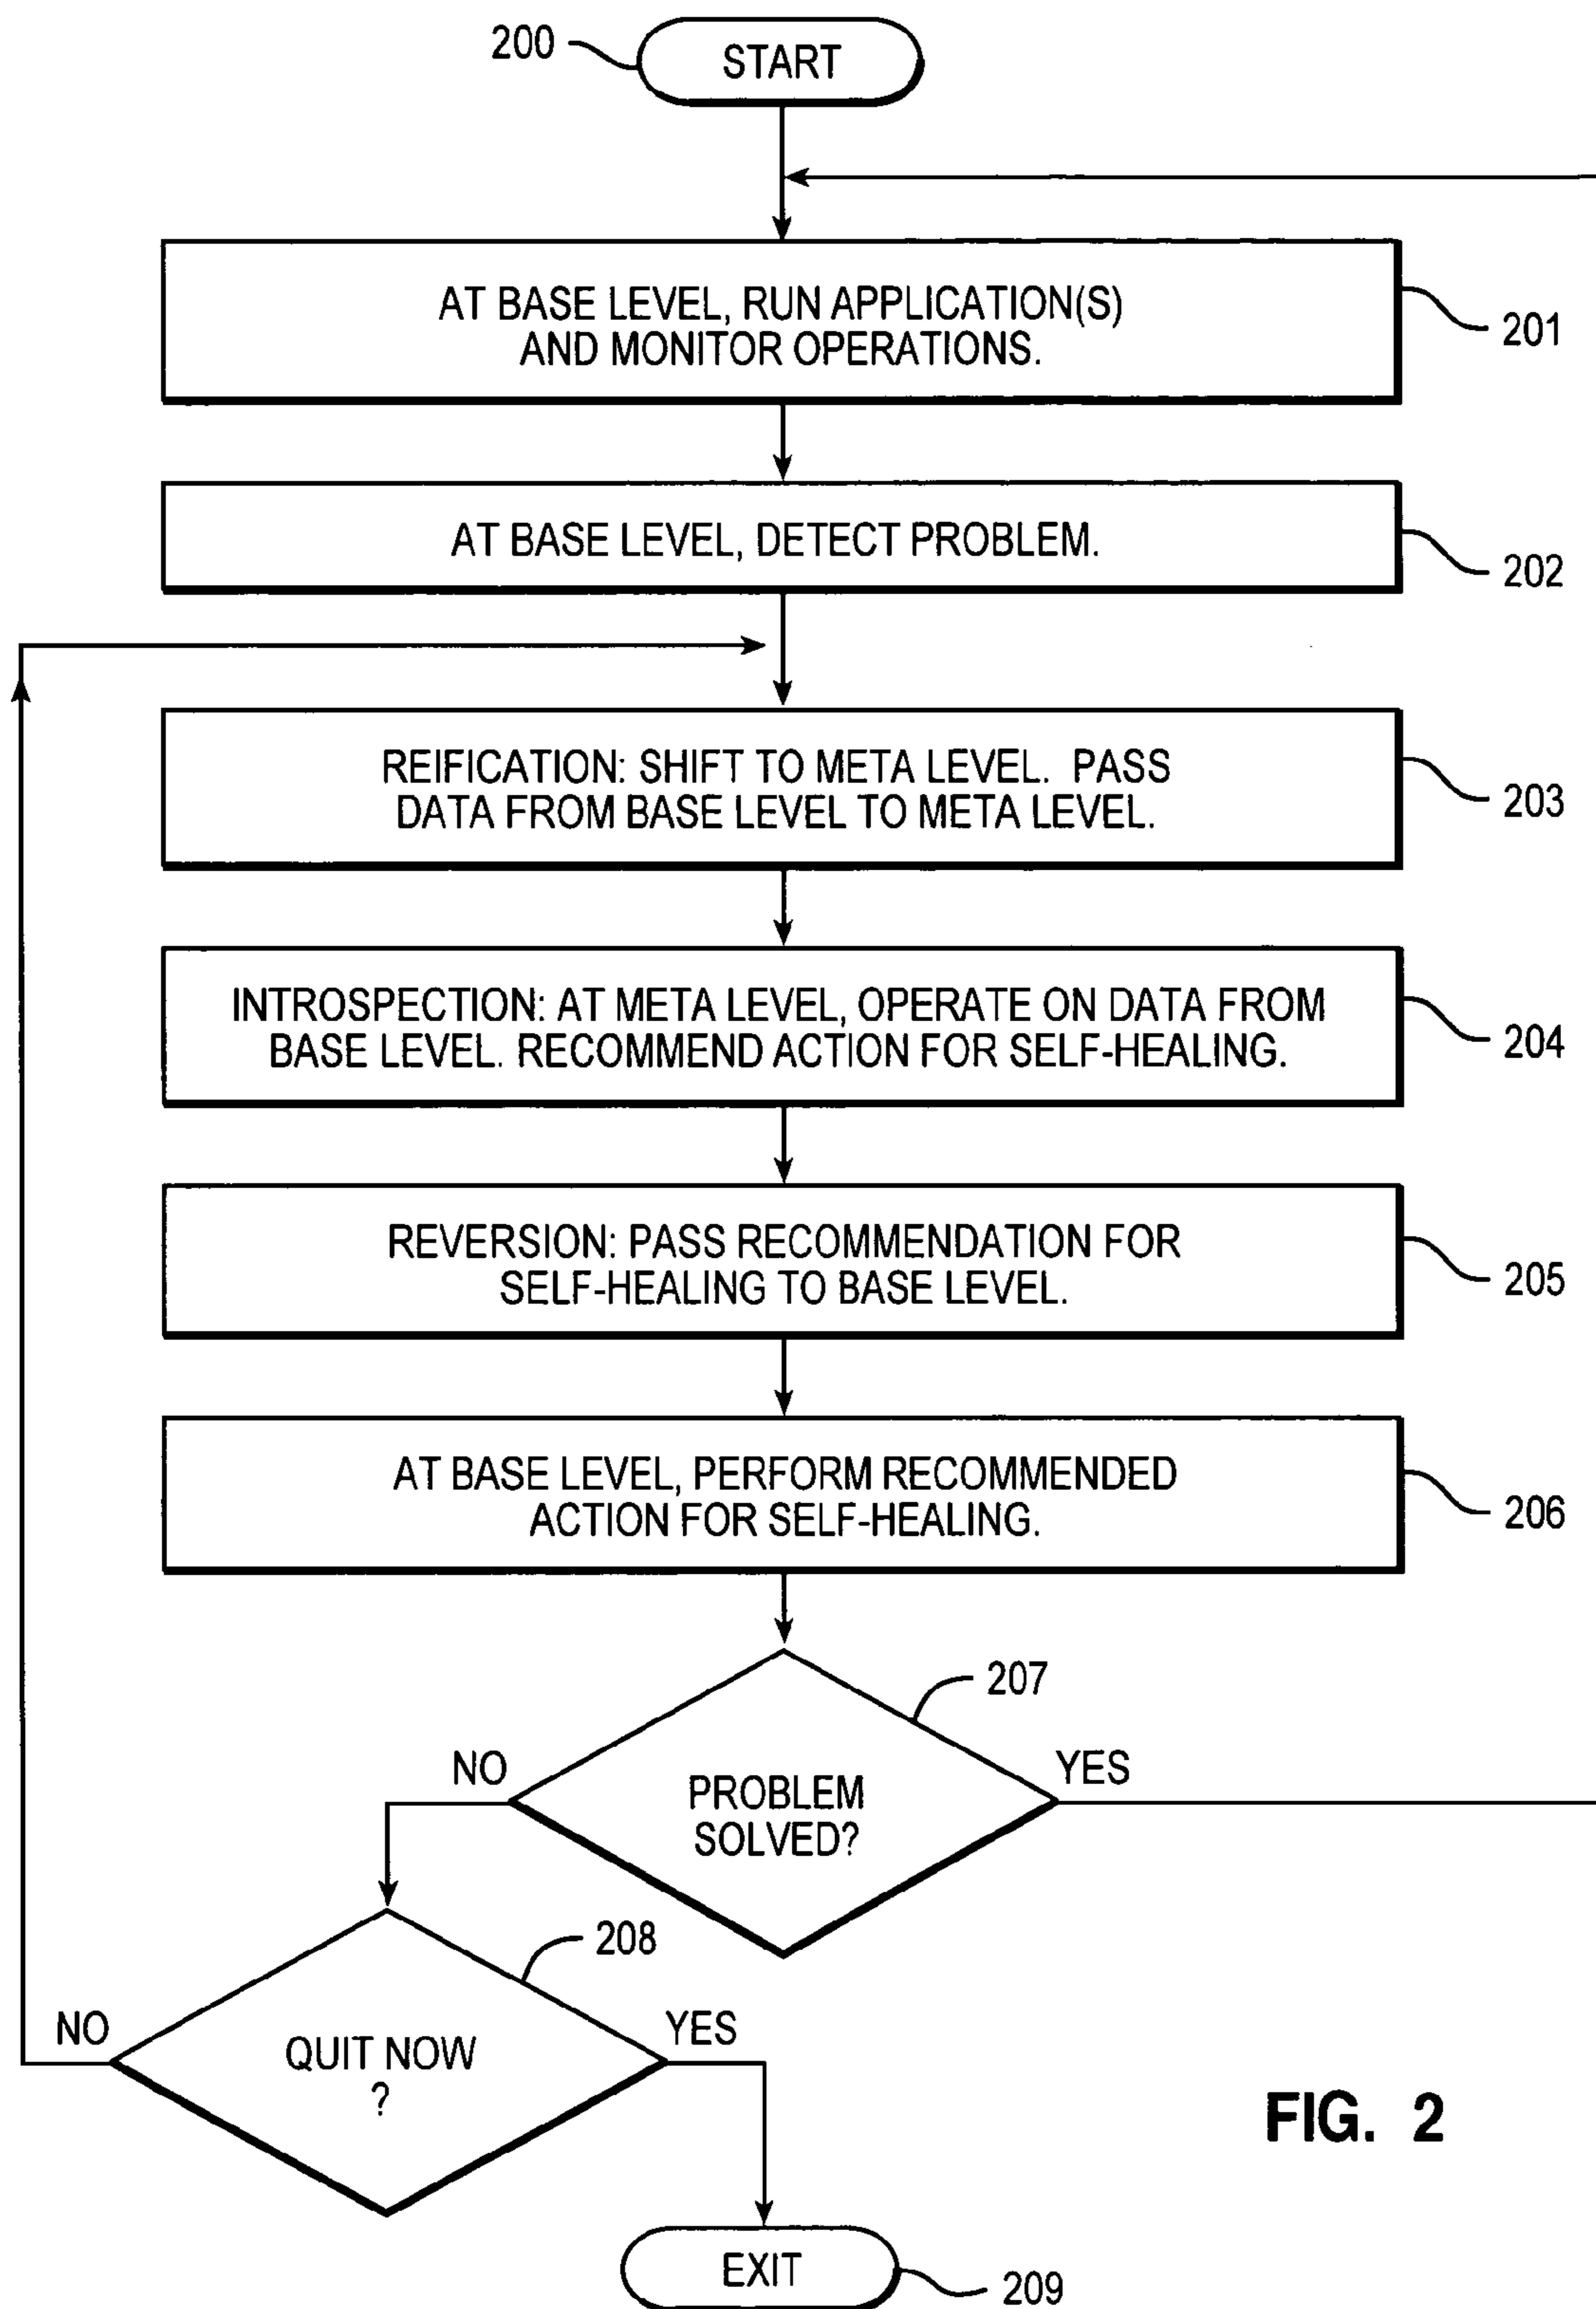 200
START
AT BASE LEVEL, RUN APPLICATION(S)
AND MONITOR OPERATIONS.
201
AT BASE LEVEL, DETECT PROBLEM.
202
REIFICATION: SHIFT TO META LEVEL. PASS
DATA FROM BASE LEVEL TO META LEVEL.
203
INTROSPECTION: AT META LEVEL, OPERATE ON DATA FROM
BASE LEVEL. RECOMMEND ACTION FOR SELF-HEALING.
204
REVERSION: PASS RECOMMENDATION FOR
SELF-HEALING TO BASE LEVEL.
205
AT BASE LEVEL, PERFORM RECOMMENDED
ACTION FOR SELF-HEALING.
206
207
NO
YES
PROBLEM
SOLVED?
208
NO
YES
QUIT NOW
?
FIG. 2
EXIT
209